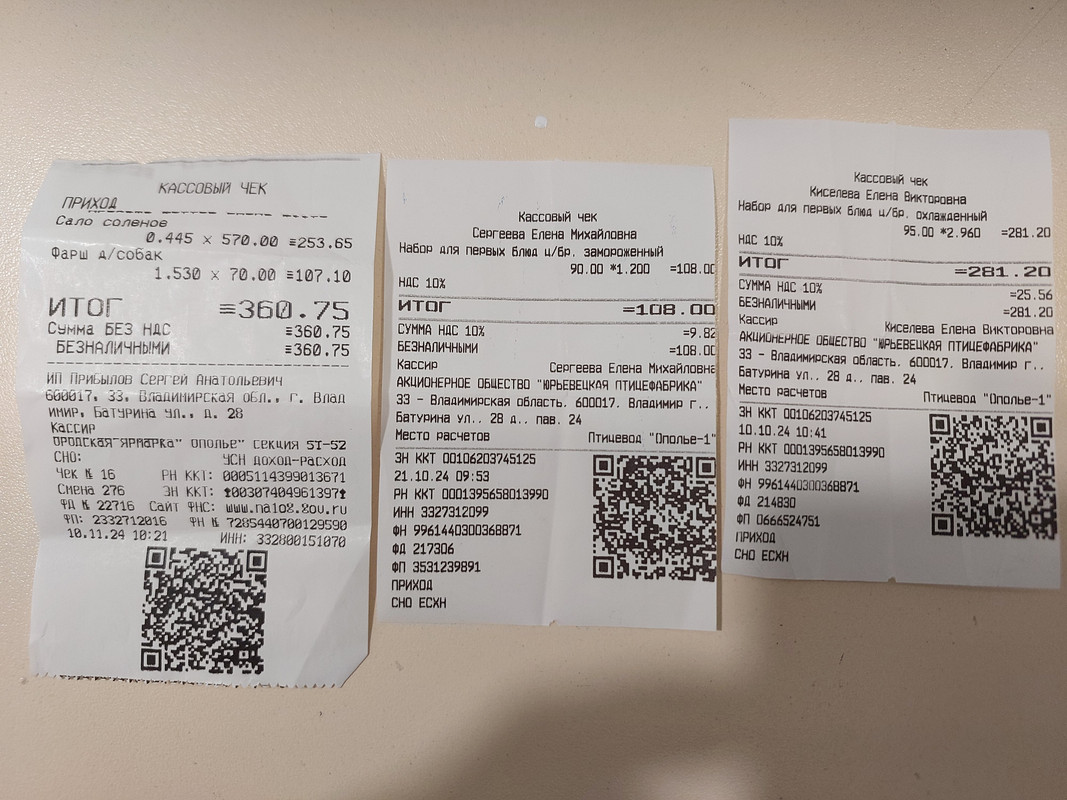 КАССОВЫЙ ЧЕК
ПРИХОД
Сало соленое
0.445 x 570.00 ≡253.65
Фарш д/собак
1.530 x 70.00 ≡107.10
ИТОГ ≡360.75
Сумма БЕЗ НДС ≡360.75
БЕЗНАЛИЧНЫМИ ≡360.75
ИП Прибылов Сергей Анатольевич
600017, 33, Владимирская обл., г. Влад
имир, Батурина ул., д. 28
Кассир
ОРОДСКАЯ"ЯРМАРКА" ОПОЛЬЕ" СЕКЦИЯ 51-52
СНО: УСН ДОХОД-РАСХОД
Чек № 16 РН ККТ: 0005114399013061
Смена 276 ЗН ККТ: 00307404961397
ФД № 22716 Сайт ФНС: www.nalog.gov.ru
ФП: 2332712016 ФН № 7285440700129590
10.11.24 10:21 ИНН: 332800151070
Кассовый чек
Сергеева Елена Михайловна
Набор для первых блюд ц/бр. замороженный
90.00 *1.200 =108.00
НДС 10%
ИТОГ =108.00
СУММА НДС 10% =9.82
БЕЗНАЛИЧНЫМИ =108.00
Кассир Сергеева Елена Михайловна
АКЦИОНЕРНОЕ ОБЩЕСТВО "ЮРЬЕВЕЦКАЯ ПТИЦЕФАБРИКА"
33 - Владимирская область. 600017. Владимир г..
Батурина ул.. 28 д.. пав. 24
Место расчетов Птицевод "Ополье-1"
ЗН ККТ 00106203745125
21.10.24 09:53
РН ККТ 0001395658013990
ИНН 3327312099
ФН 9961440300368871
ФД 217306
ФП 3531239891
ПРИХОД
СНО ЕСХН
Кассовый чек
Киселева Елена Викторовна
Набор для первых блюд ц/бр. охлажденный
95.00 *2.960 =281.20
НДС 10%
ИТОГ =281.20
СУММА НДС 10% =25.56
БЕЗНАЛИЧНЫМИ =281.20
Кассир Киселева Елена Викторовна
АКЦИОНЕРНОЕ ОБЩЕСТВО "ЮРЬЕВЕЦКАЯ ПТИЦЕФАБРИКА"
33 - Владимирская область. 600017. Владимир г..
Батурина ул.. 28 д.. пав. 24
Место расчетов Птицевод "Ополье-1"
ЗН ККТ 00106203745125
10.10.24 10:41
РН ККТ 0001395658013990
ИНН 3327312099
ФН 9961440300368871
ФД 214830
ФП 0666524751
ПРИХОД
СНО ЕСХН